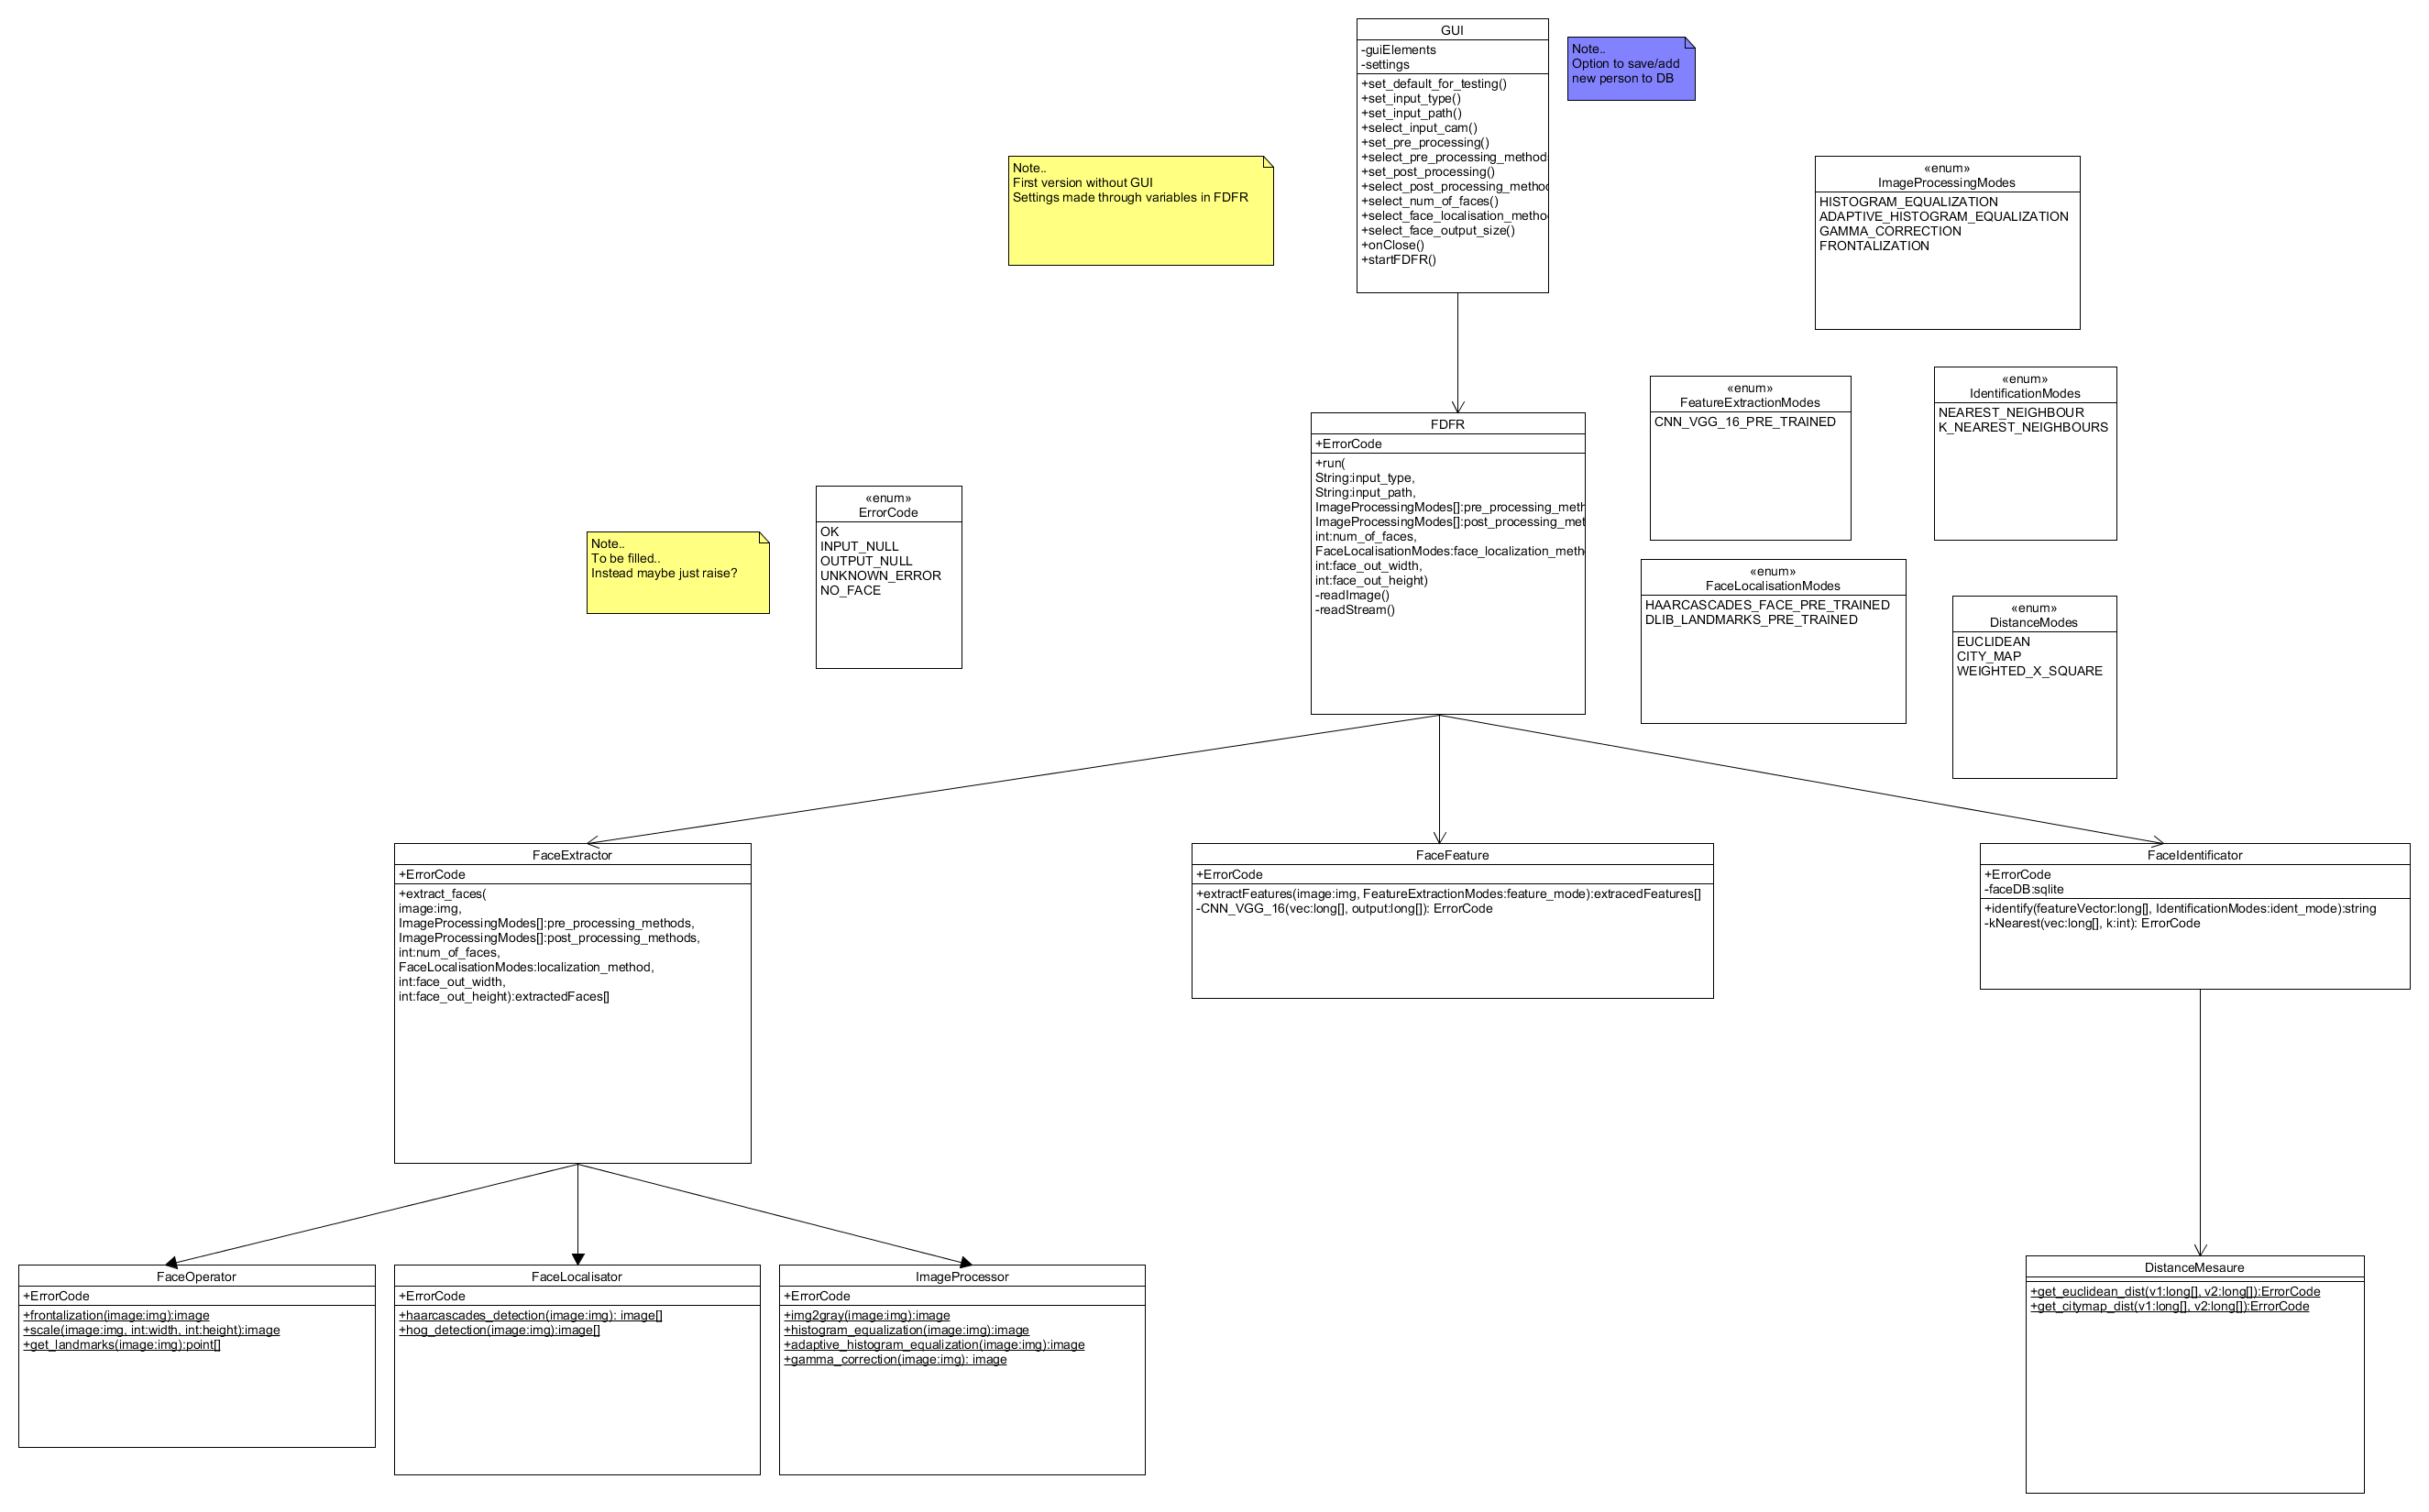 GUI
-guiElements
-settings
+set_default_for_testing()
+set_input_type()
+set_input_path()
+select_input_cam()
+set_pre_processing()
+select_pre_processing_method
+set_post_processing()
+select_post_processing_metho
+select_num_of_faces()
+select_face_localisation_metho
+select_face_output_size()
+onClose()
+startFDFR()
Note..
Option to save/add
new person to DB
Note..
First version without GUI
Settings made through variables in FDFR
«enum»
ImageProcessingModes
HISTOGRAM_EQUALIZATION
ADAPTIVE_HISTOGRAM_EQUALIZATION
GAMMA_CORRECTION
FRONTALIZATION
«enum»
FeatureExtractionModes
CNN_VGG_16_PRE_TRAINED
«enum»
IdentificationModes
NEAREST_NEIGHBOUR
K_NEAREST_NEIGHBOURS
FDFR
+ErrorCode
+run(
String:input_type,
String:input_path,
ImageProcessingModes[]:pre_processing_meth
ImageProcessingModes[]:post_processing_met
int:num_of_faces,
FaceLocalisationModes:face_localization_meth
int:face_out_width,
int:face_out_height)
-readImage()
-readStream()
«enum»
ErrorCode
OK
INPUT_NULL
OUTPUT_NULL
UNKNOWN_ERROR
NO_FACE
Note..
To be filled..
Instead maybe just raise?
«enum»
FaceLocalisationModes
HAARCASCADES_FACE_PRE_TRAINED
DLIB_LANDMARKS_PRE_TRAINED
«enum»
DistanceModes
EUCLIDEAN
CITY_MAP
WEIGHTED_X_SQUARE
FaceExtractor
+ErrorCode
+extract_faces(
image:img,
ImageProcessingModes[]:pre_processing_methods,
ImageProcessingModes[]:post_processing_methods,
int:num_of_faces,
FaceLocalisationModes:localization_method,
int:face_out_width,
int:face_out_height):extractedFaces[]
FaceFeature
+ErrorCode
+extractFeatures(image:img, FeatureExtractionModes:feature_mode):extracedFeatures[]
-CNN_VGG_16(vec:long[], output:long[]): ErrorCode
FaceIdentificator
+ErrorCode
-faceDB:sqlite
+identify(featureVector:long[], IdentificationModes:ident_mode):string
-kNearest(vec:long[], k:int): ErrorCode
FaceOperator
+ErrorCode
+frontalization(image:img):image
+scale(image:img, int:width, int:height):image
+get_landmarks(image:img):point[]
FaceLocalisator
+ErrorCode
+haarcascades_detection(image:img): image[]
+hog_detection(image:img):image[]
ImageProcessor
+ErrorCode
+img2gray(image:img):image
+histogram_equalization(image:img):image
+adaptive_histogram_equalization(image:img):image
+gamma_correction(image:img): image
DistanceMesaure
+get_euclidean_dist(v1:long[], v2:long[]):ErrorCode
+get_citymap_dist(v1:long[], v2:long[]):ErrorCode